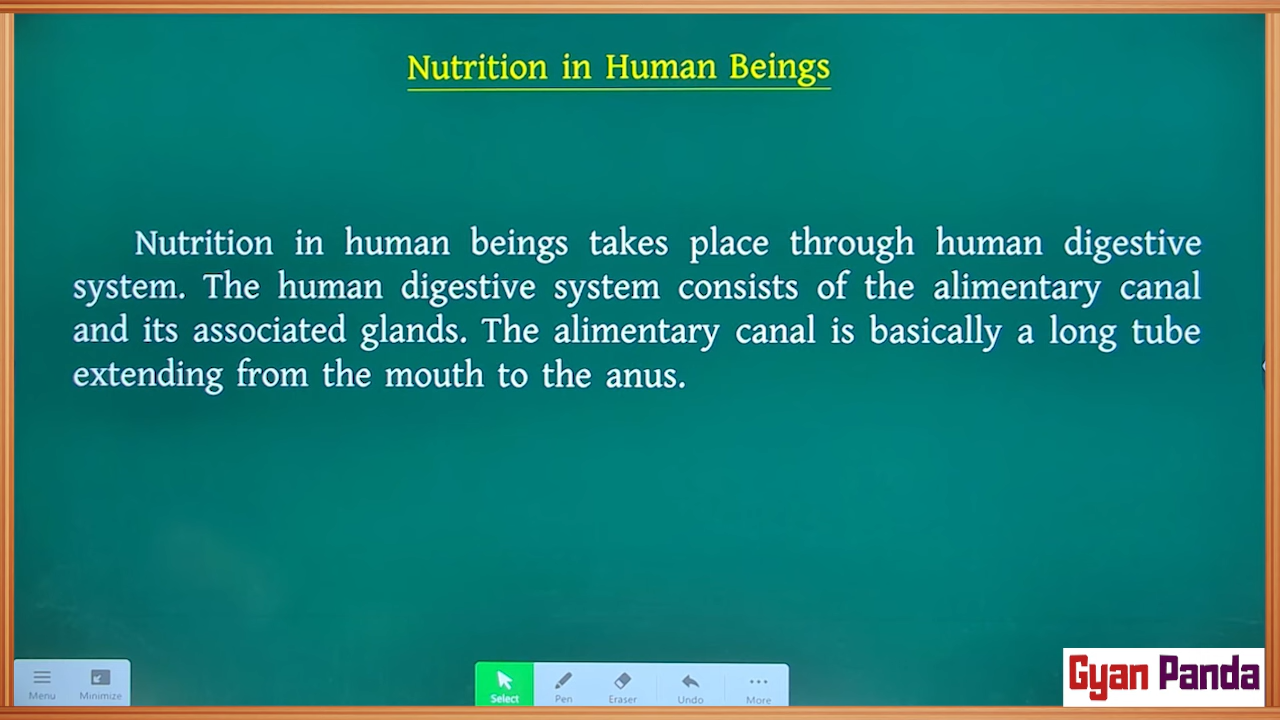 Nutrition in Human Beings
Nutrition in human beings takes place through human digestive
system. The human digestive system consists of the alimentary canal
and its associated glands. The alimentary canal is basically a long tube
extending from the mouth to the anus.
Menu Minimize Select Pen Eraser Undo More
Gyan Panda